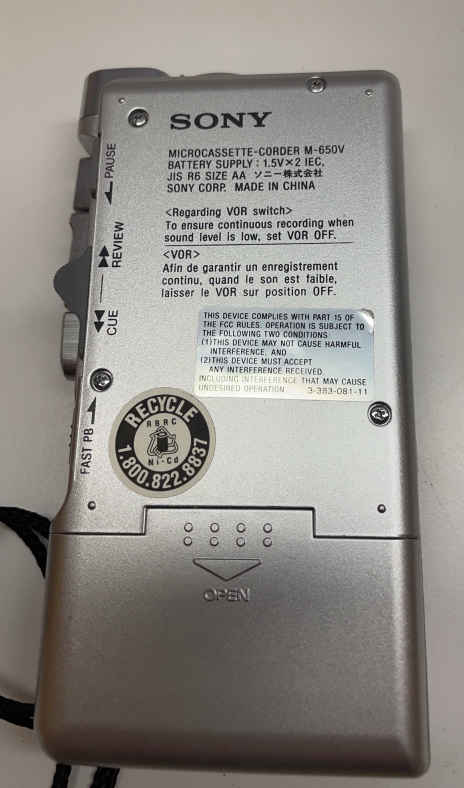 SONY
MICROCASSETTE-CORDER M-650V
BATTERY SUPPLY : 1.5V×2 IEC,
JIS R6 SIZE AA ソニー株式会社
SONY CORP. MADE IN CHINA
<Regarding VOR switch>
To ensure continuous recording when
sound level is low, set VOR OFF.
<VOR>
Afin de garantir un enregistrement
continu, quand le son est faible,
laisser le VOR sur position OFF.
THIS DEVICE COMPLIES WITH PART 15 OF
THE FCC RULES. OPERATION IS SUBJECT TO
THE FOLLOWING TWO CONDITIONS:
(1)THIS DEVICE MAY NOT CAUSE HARMFUL
INTERFERENCE, AND
(2)THIS DEVICE MUST ACCEPT
ANY INTERFERENCE RECEIVED,
INCLUDING INTERFERENCE THAT MAY CAUSE
UNDESIRED OPERATION. 3-383-081-11
PAUSE
REVIEW
CUE
FAST PB
RECYCLE
RBRC
Ni-Cd
1.800.822.8837
OPEN